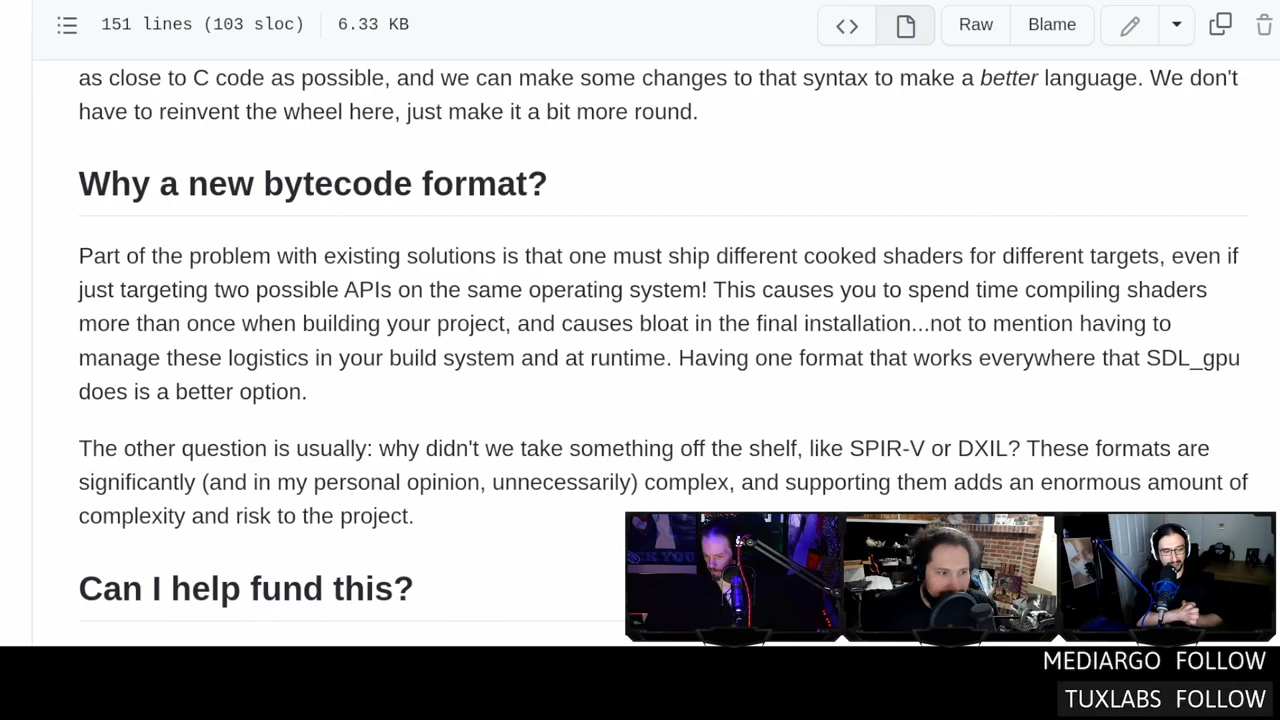 151 lines (103 sloc) 6.33 KB
Raw Blame
as close to C code as possible, and we can make some changes to that syntax to make a better language. We don't
have to reinvent the wheel here, just make it a bit more round.
Why a new bytecode format?
Part of the problem with existing solutions is that one must ship different cooked shaders for different targets, even if
just targeting two possible APIs on the same operating system! This causes you to spend time compiling shaders
more than once when building your project, and causes bloat in the final installation...not to mention having to
manage these logistics in your build system and at runtime. Having one format that works everywhere that SDL_gpu
does is a better option.
The other question is usually: why didn't we take something off the shelf, like SPIR-V or DXIL? These formats are
significantly (and in my personal opinion, unnecessarily) complex, and supporting them adds an enormous amount of
complexity and risk to the project.
Can I help fund this?
MEDIARGO FOLLOW
TUXLABS FOLLOW